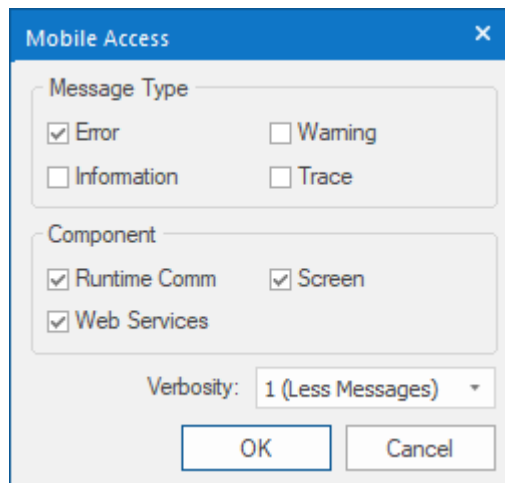 Mobile Access
Message Type
Error Warning
Information Trace
Component
Runtime Comm Screen
Web Services
Verbosity: 1 (Less Messages)
OK Cancel